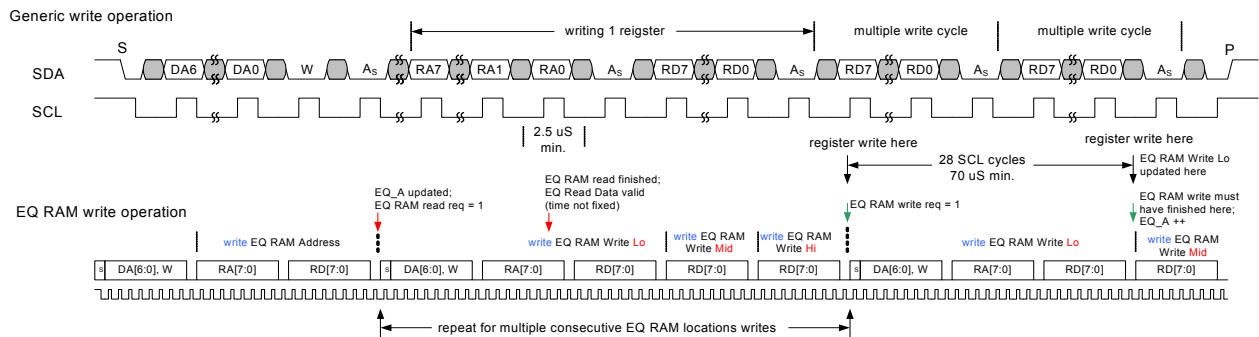 Generic write operation
writing 1 reigster
multiple write cycle
multiple write cycle
S
P
SDA
DA6
DA0
W
As
RA7
RA1
RA0
As
RD7
RD0
As
RD7
RD0
As
RD7
RD0
As
SCL
2.5 uS
min.
register write here
register write here
28 SCL cycles
70 uS min.
EQ RAM Write Lo
updated here
EQ_A updated;
EQ RAM read req = 1
EQ RAM read finished;
EQ Read Data valid
(time not fixed)
EQ RAM write req = 1
EQ RAM write must
have finished here;
EQ_A ++
EQ RAM write operation
write EQ RAM Address
write EQ RAM Write Lo
write EQ RAM
Write Mid
write EQ RAM
Write Hi
write EQ RAM Write Lo
write EQ RAM
Write Mid
s
DA[6:0], W
RA[7:0]
RD[7:0]
s
DA[6:0], W
RA[7:0]
RD[7:0]
RD[7:0]
RD[7:0]
s
DA[6:0], W
RA[7:0]
RD[7:0]
RD[7:0]
repeat for multiple consecutive EQ RAM locations writes